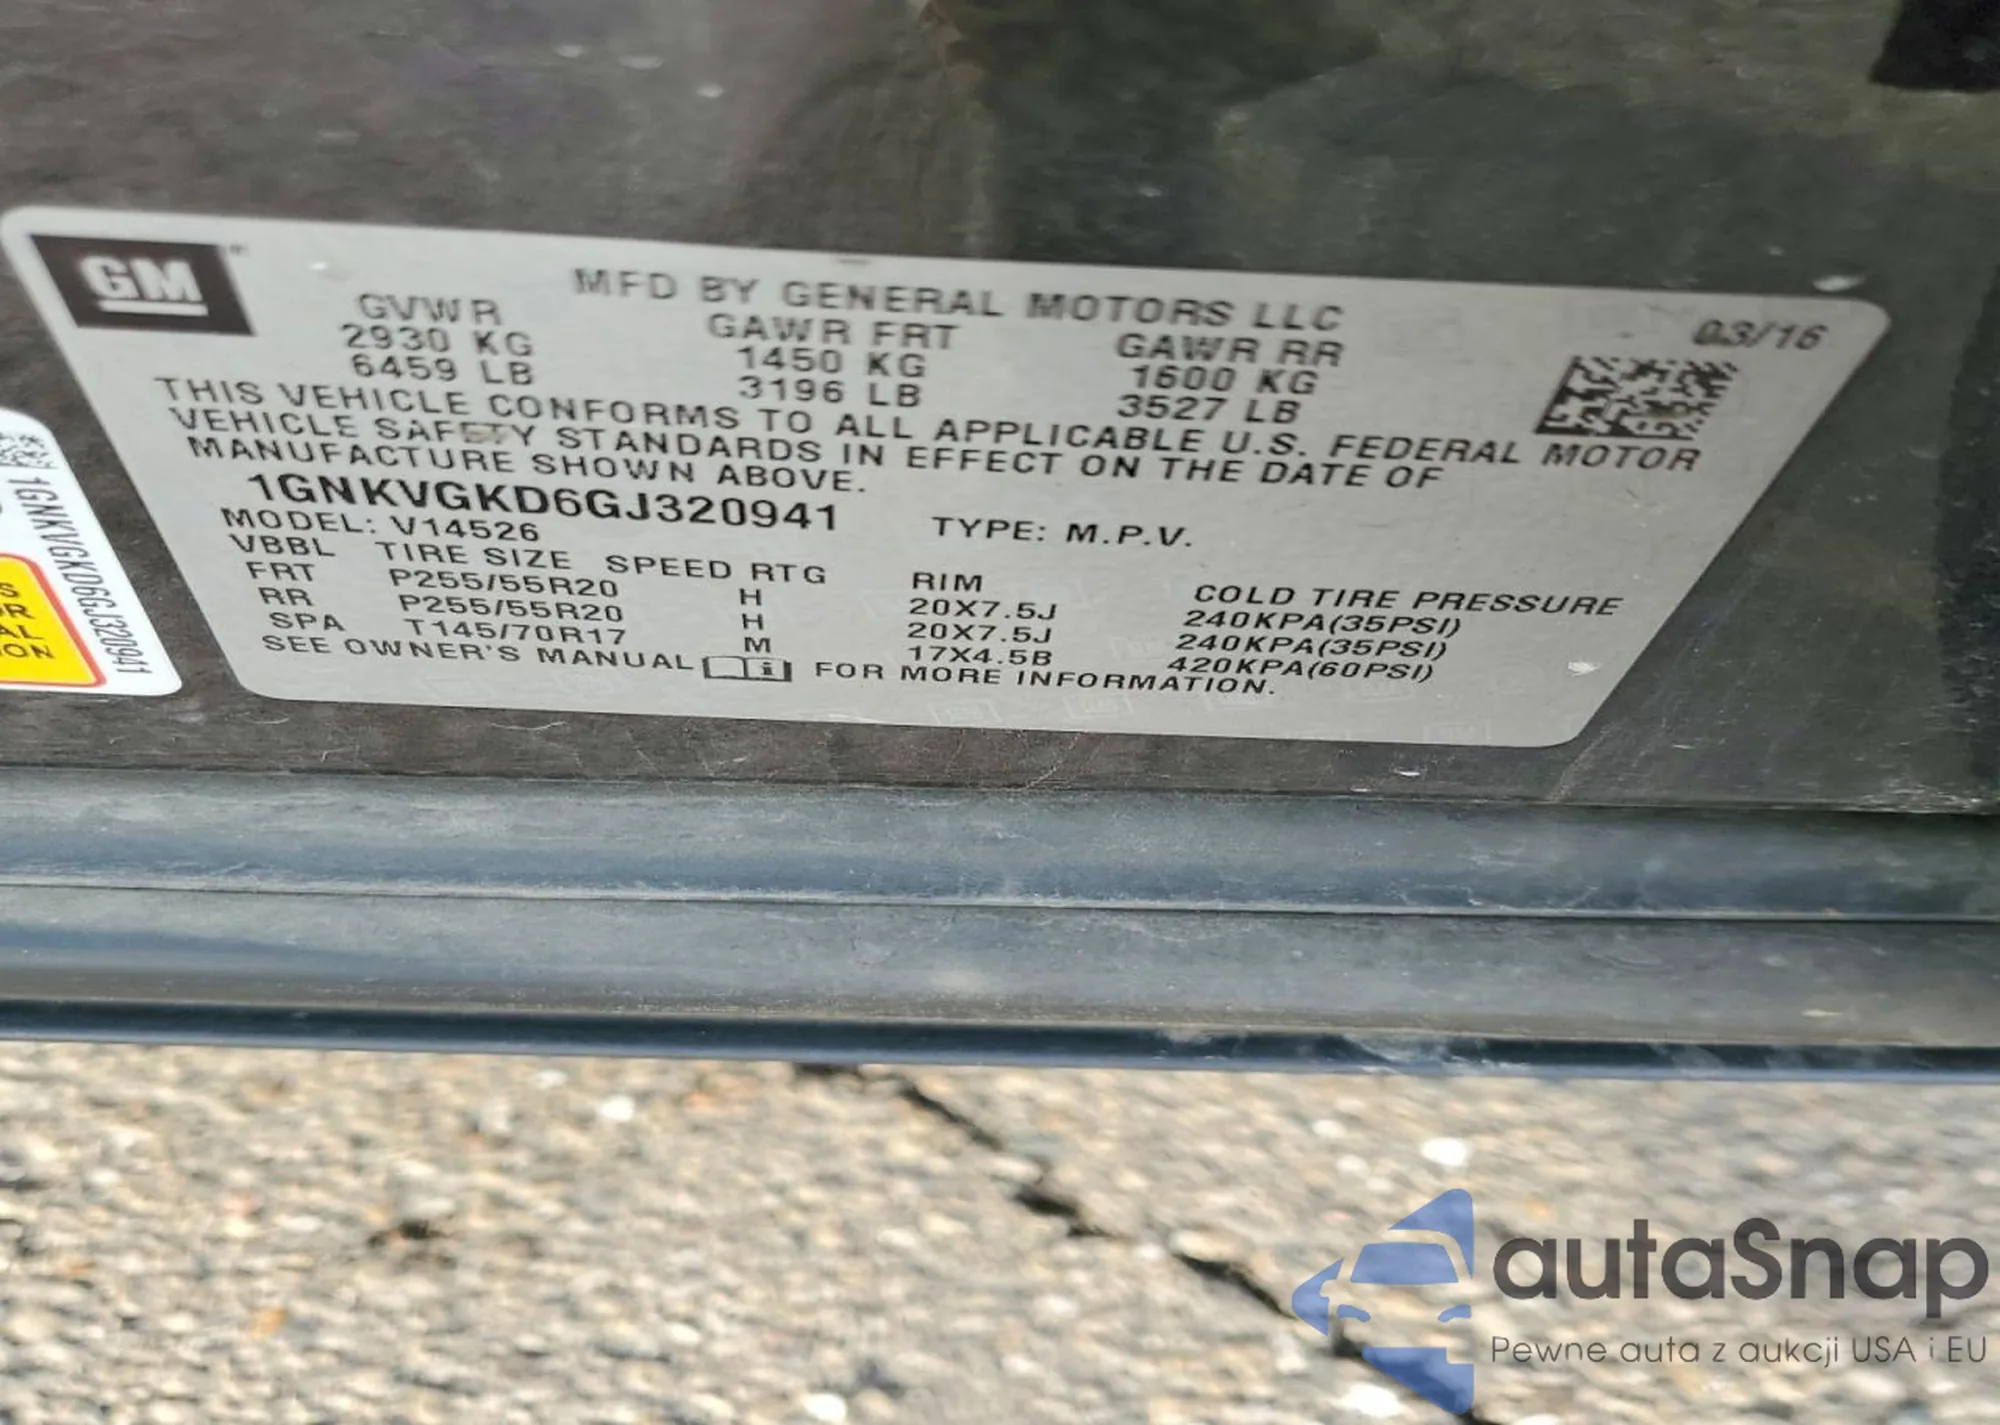 GM
MFD BY GENERAL MOTORS LLC
03/16
GVWR GAWR FRT GAWR RR
2930 KG 1450 KG 1600 KG
6459 LB 3196 LB 3527 LB
THIS VEHICLE CONFORMS TO ALL APPLICABLE U.S. FEDERAL MOTOR
VEHICLE SAFETY STANDARDS IN EFFECT ON THE DATE OF
MANUFACTURE SHOWN ABOVE.
1GNKVGKD6GJ320941 TYPE: M.P.V.
MODEL: V14526
VBBL TIRE SIZE SPEED RTG RIM COLD TIRE PRESSURE
FRT P255/55R20 H 20X7.5J 240KPA(35PSI)
RR P255/55R20 H 20X7.5J 240KPA(35PSI)
SPA T145/70R17 M 17X4.5B 420KPA(60PSI)
SEE OWNER'S MANUAL i FOR MORE INFORMATION.
1GNKVGKD6GJ320941
S
OR
AL
ION
autaSnap
Pewne auta z aukcji USA i EU